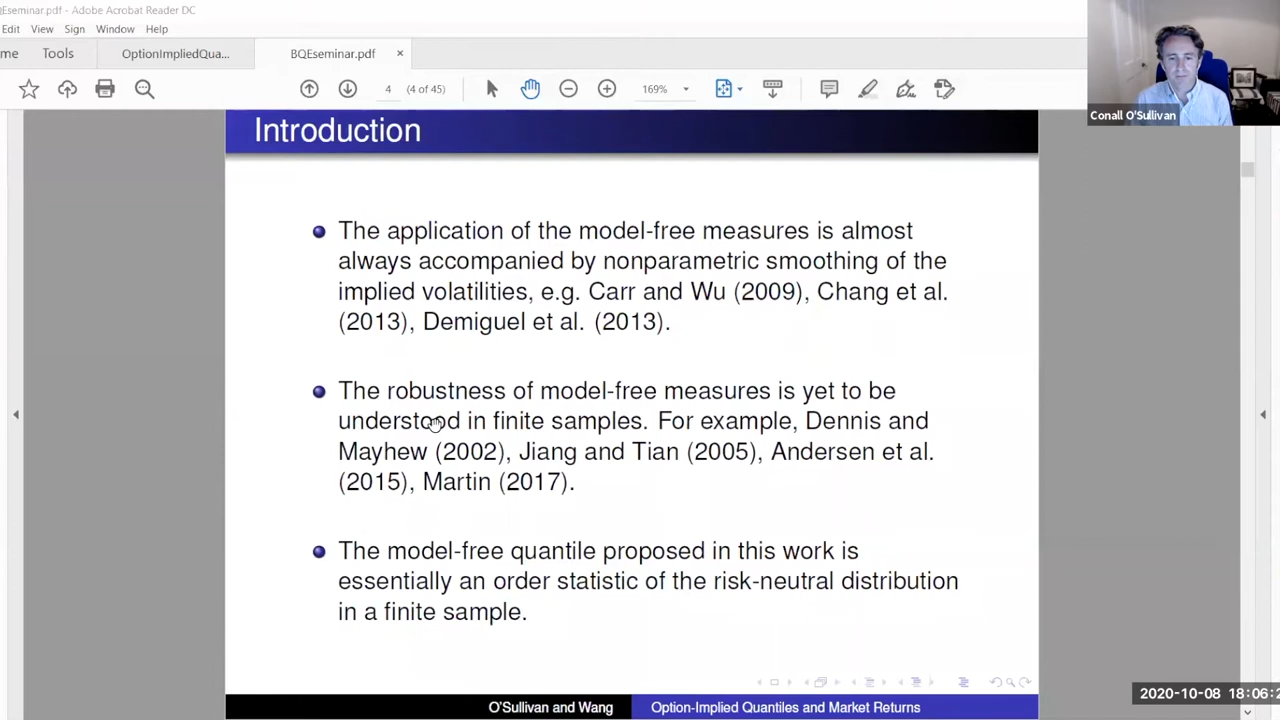 Eseminar.pdf - Adobe Acrobat Reader DC
Edit View Sign Window Help
me Tools OptionImpliedQua... BQEseminar.pdf ×
4 (4 of 45) 169%
Conall O'Sullivan
Introduction
The application of the model-free measures is almost
always accompanied by nonparametric smoothing of the
implied volatilities, e.g. Carr and Wu (2009), Chang et al.
(2013), Demiguel et al. (2013).
The robustness of model-free measures is yet to be
understood in finite samples. For example, Dennis and
Mayhew (2002), Jiang and Tian (2005), Andersen et al.
(2015), Martin (2017).
The model-free quantile proposed in this work is
essentially an order statistic of the risk-neutral distribution
in a finite sample.
O'Sullivan and Wang Option-Implied Quantiles and Market Returns
2020-10-08 18:06:2